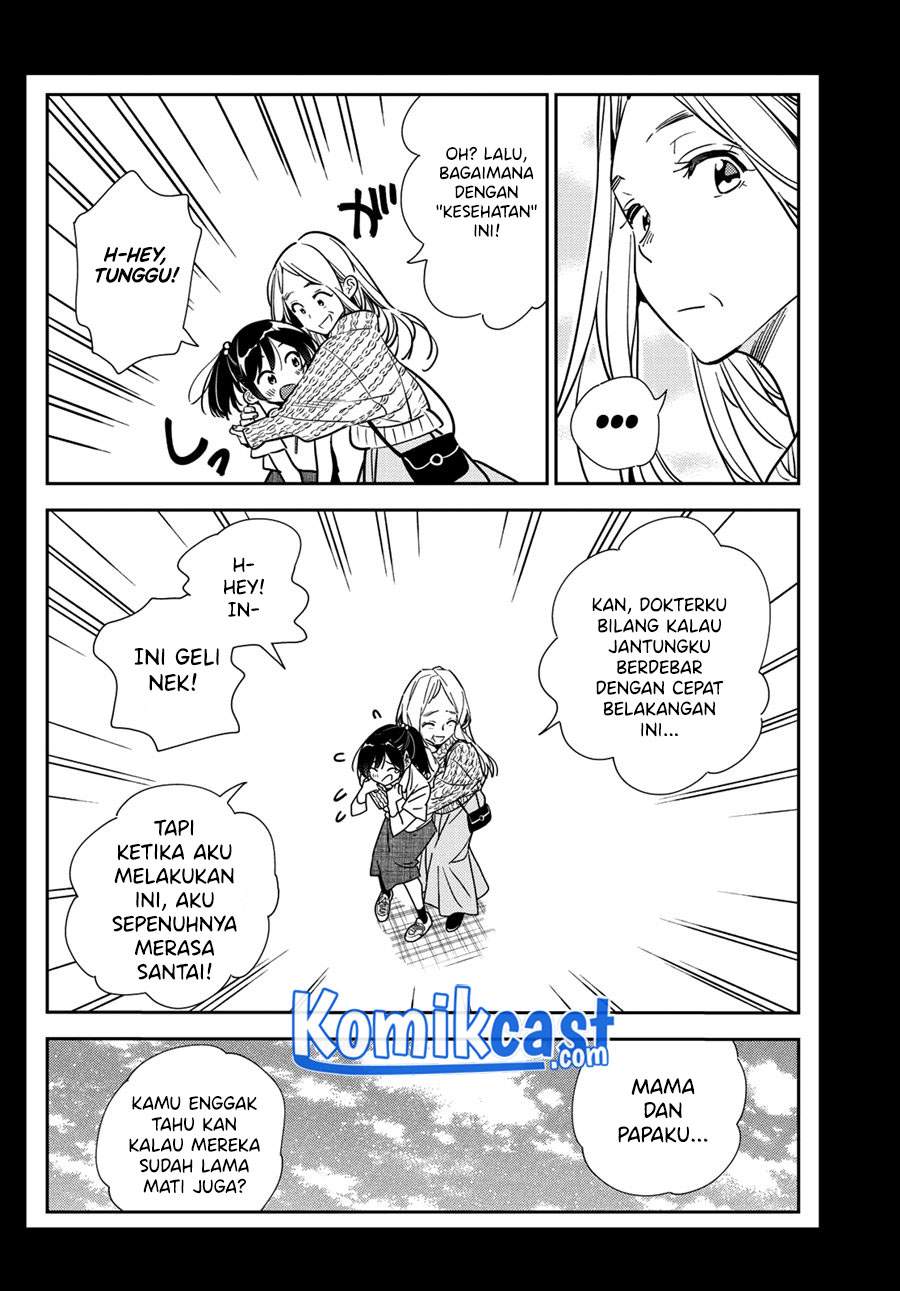 •••
OH? LALU,
BAGAIMANA
DENGAN
"KESEHATAN"
INI!
ギ
H-HEY,
TUNGGU!
KAN, DOKTERKU
BILANG KALAU
JANTUNGKU
BERDEBAR
DENGAN CEPAT
BELAKANGAN
INI...
H-
HEY!
IN-
INI GELI
NEK!
TAPI
KETIKA AKU
MELAKUKAN
INI, AKU
SEPENUHNYA
MERASA
SANTAI!
Komikcast
.com
MAMA
DAN
PAPAKU...
KAMU ENGGAK
TAHU KAN
KALAU MEREKA
SUDAH LAMA
MATI JUGA?